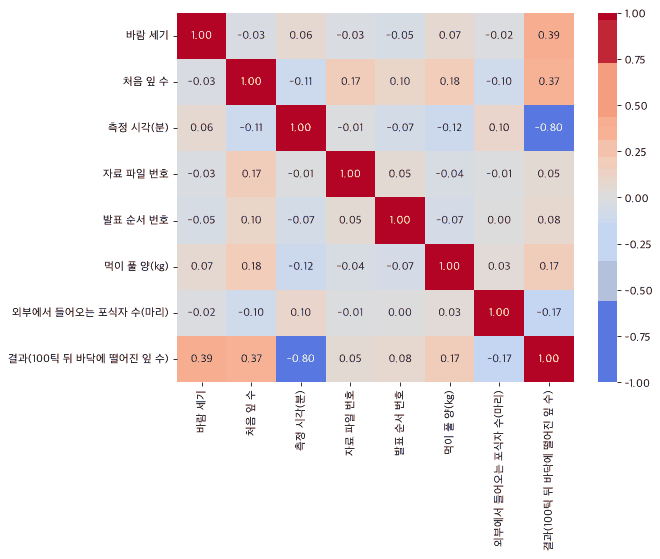 바람 세기 1.00 -0.03 0.06 -0.03 -0.05 0.07 -0.02 0.39
처음 잎 수 -0.03 1.00 -0.11 0.17 0.10 0.18 -0.10 0.37
측정 시각(분) 0.06 -0.11 1.00 -0.01 -0.07 -0.12 0.10 -0.80
자료 파일 번호 -0.03 0.17 -0.01 1.00 0.05 -0.04 -0.01 0.05
발표 순서 번호 -0.05 0.10 -0.07 0.05 1.00 -0.07 0.00 0.08
먹이 풀 양(kg) 0.07 0.18 -0.12 -0.04 -0.07 1.00 0.03 0.17
외부에서 들어오는 포식자 수(마리) -0.02 -0.10 0.10 -0.01 0.00 0.03 1.00 -0.17
결과(100틱 뒤 바닥에 떨어진 잎 수) 0.39 0.37 -0.80 0.05 0.08 0.17 -0.17 1.00
바람 세기
처음 잎 수
측정 시각(분)
자료 파일 번호
발표 순서 번호
먹이 풀 양(kg)
외부에서 들어오는 포식자 수(마리)
결과(100틱 뒤 바닥에 떨어진 잎 수)
1.00
0.75
0.50
0.25
0.00
-0.25
-0.50
-0.75
-1.00